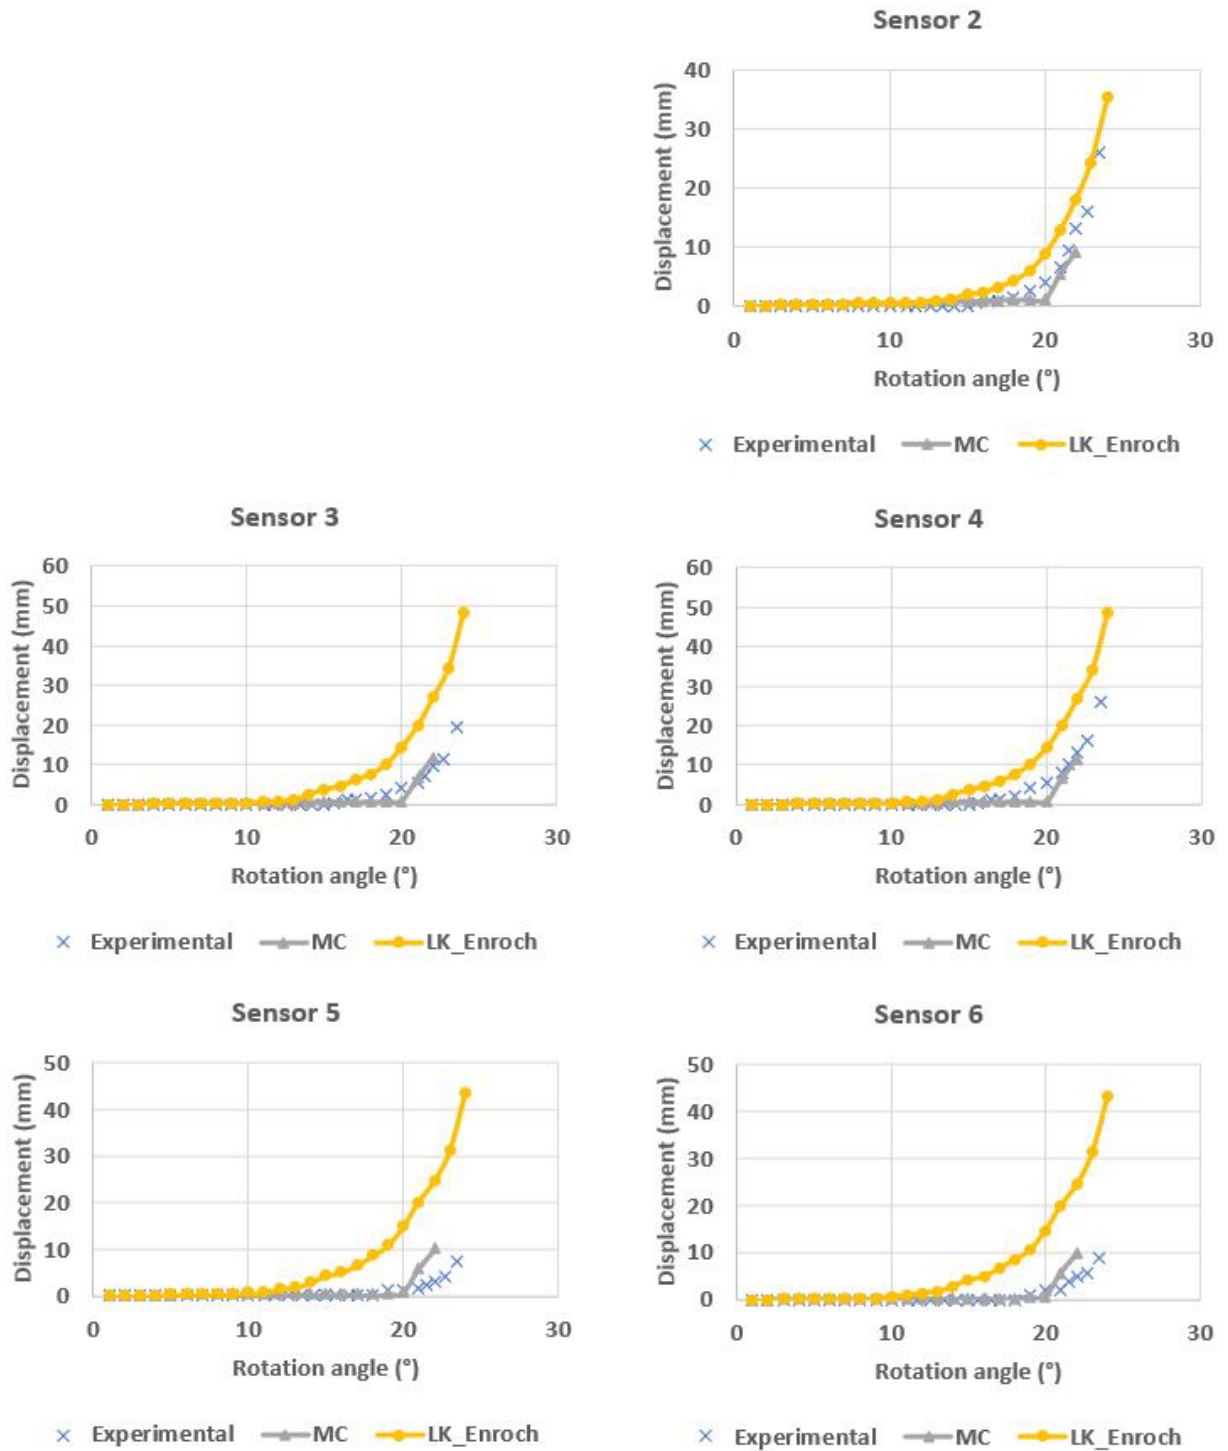 Sensor 2
Displacement (mm)
40
30
20
10
0
0 10 20 30
Rotation angle (°)
Experimental MC LK_Enroch
Sensor 3
Displacement (mm)
60
50
40
30
20
10
0
0 10 20 30
Rotation angle (°)
Experimental MC LK_Enroch
Sensor 4
Displacement (mm)
60
50
40
30
20
10
0
0 10 20 30
Rotation angle (°)
Experimental MC LK_Enroch
Sensor 5
Displacement (mm)
50
40
30
20
10
0
0 10 20 30
Rotation angle (°)
Experimental MC LK_Enroch
Sensor 6
Displacement (mm)
50
40
30
20
10
0
0 10 20 30
Rotation angle (°)
Experimental MC LK_Enroch